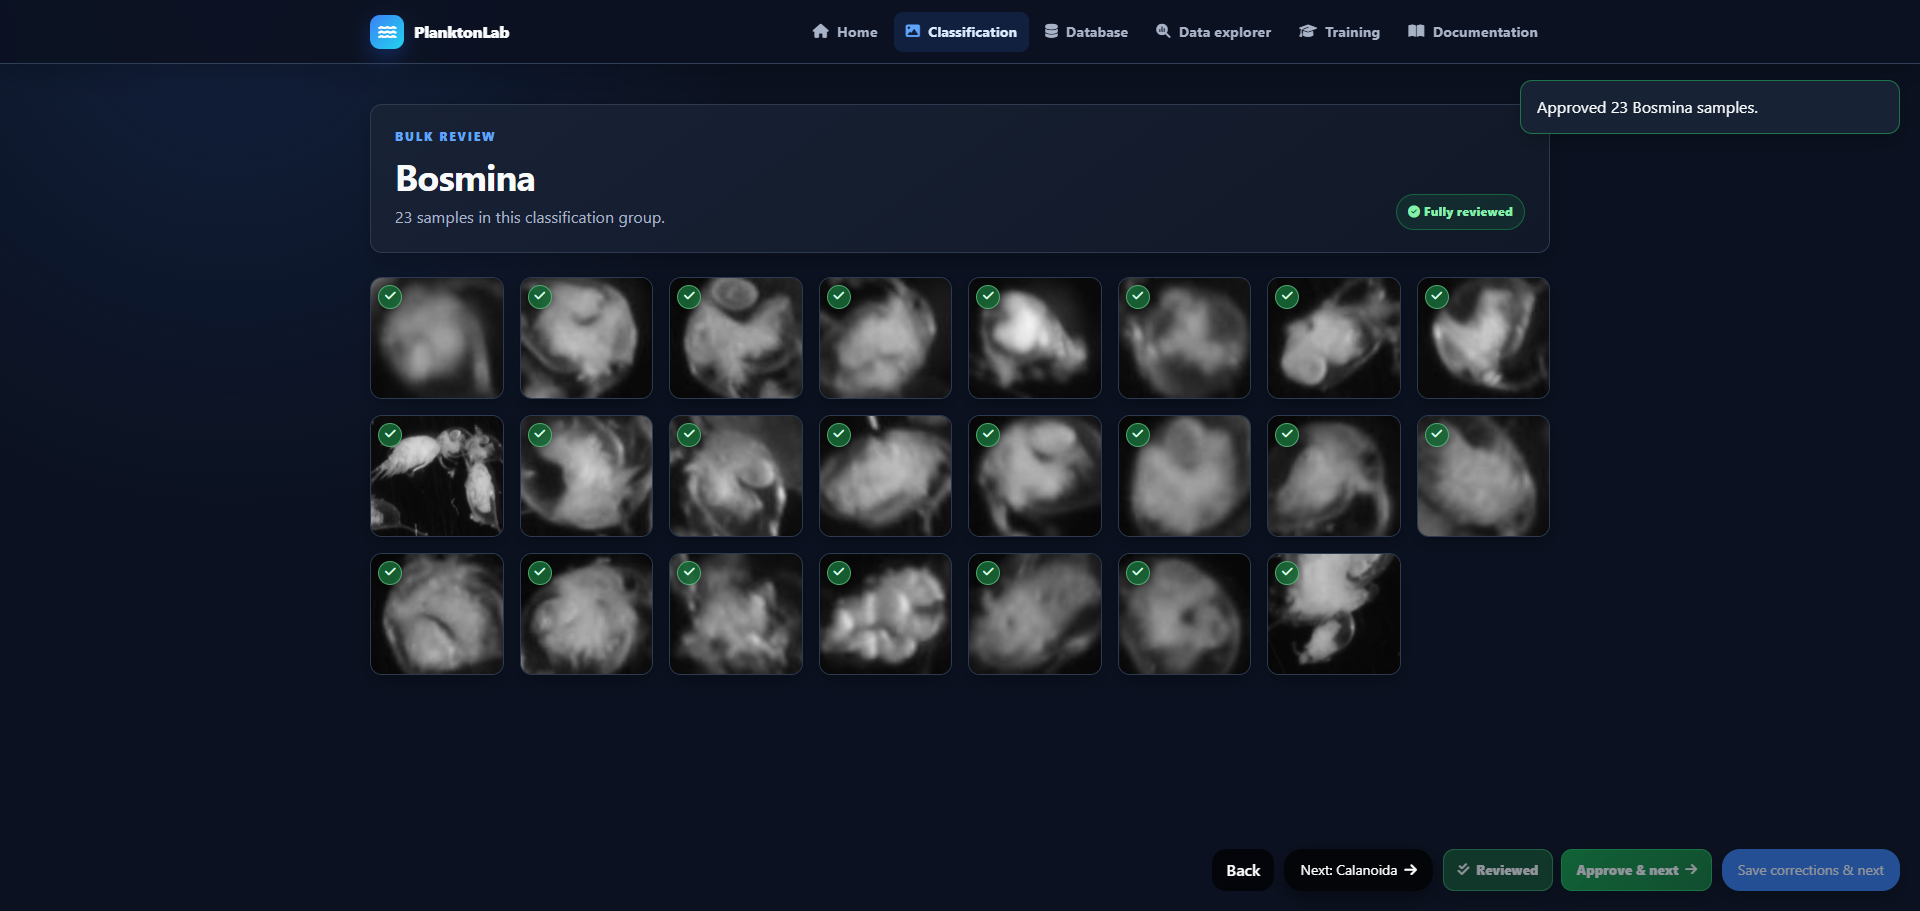 PlanktonLab
Home
Classification
Database
Data explorer
Training
Documentation
Approved 23 Bosmina samples.
BULK REVIEW
Bosmina
23 samples in this classification group.
Fully reviewed
Back
Next: Calanoida
Reviewed
Approve & next
Save corrections & next